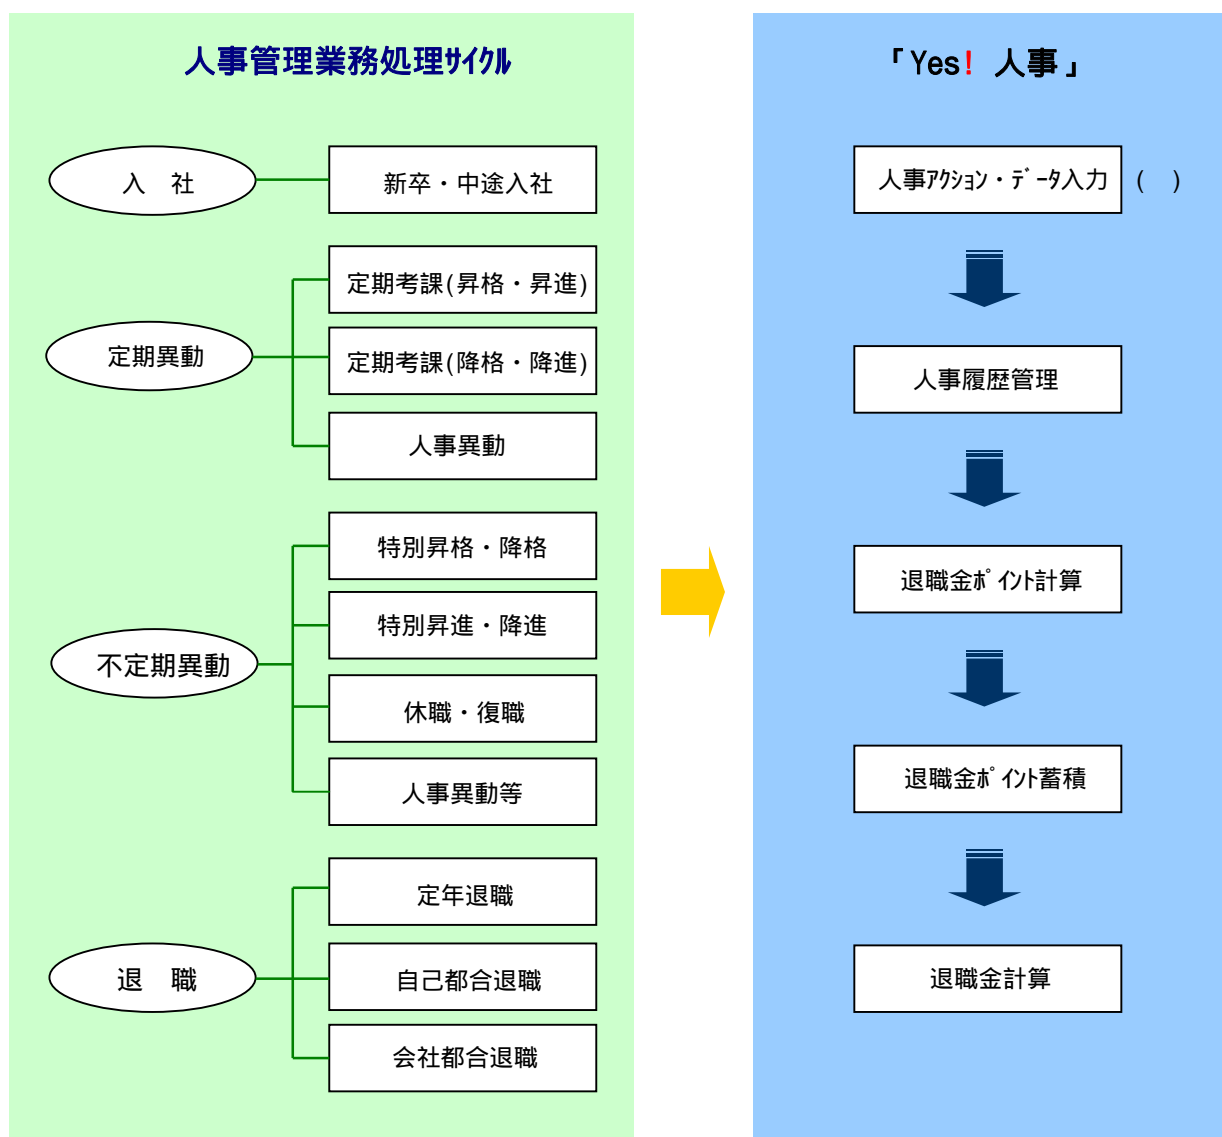 人事管理業務処理ｻｲｸﾙ
入　社
新卒・中途入社
定期異動
定期考課(昇格・昇進)
定期考課(降格・降進)
人事異動
不定期異動
特別昇格・降格
特別昇進・降進
休職・復職
人事異動等
退　職
定年退職
自己都合退職
会社都合退職
「Yes! 人事」
人事ｱｸｼｮﾝ・ﾃﾞｰﾀ入力 (　)
人事履歴管理
退職金ﾎﾟｲﾝﾄ計算
退職金ﾎﾟｲﾝﾄ蓄積
退職金計算